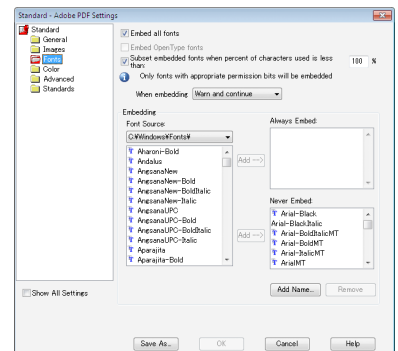 Standard - Adobe PDF Settings
Standard
General
Images
Fonts
Color
Advanced
Standards
Show All Settings
Embed all fonts
Embed OpenType fonts
Subset embedded fonts when percent of characters used is less than:
100 %
Only fonts with appropriate permission bits will be embedded
When embedding: Warn and continue
Embedding
Font Source:
C:¥Windows¥Fonts¥
Aharoni-Bold
Andalus
AngsanaNew
AngsanaNew-Bold
AngsanaNew-BoldItalic
AngsanaNew-Italic
AngsanaUPC
AngsanaUPC-Bold
AngsanaUPC-BoldItalic
AngsanaUPC-Italic
Aparajita
Aparajita-Bold
Add -->
Add -->
Always Embed:
Never Embed:
Arial-Black
Arial-BlackItalic
Arial-BoldItalicMT
Arial-BoldMT
Arial-ItalicMT
ArialMT
Add Name...
Remove
Save As...
OK
Cancel
Help